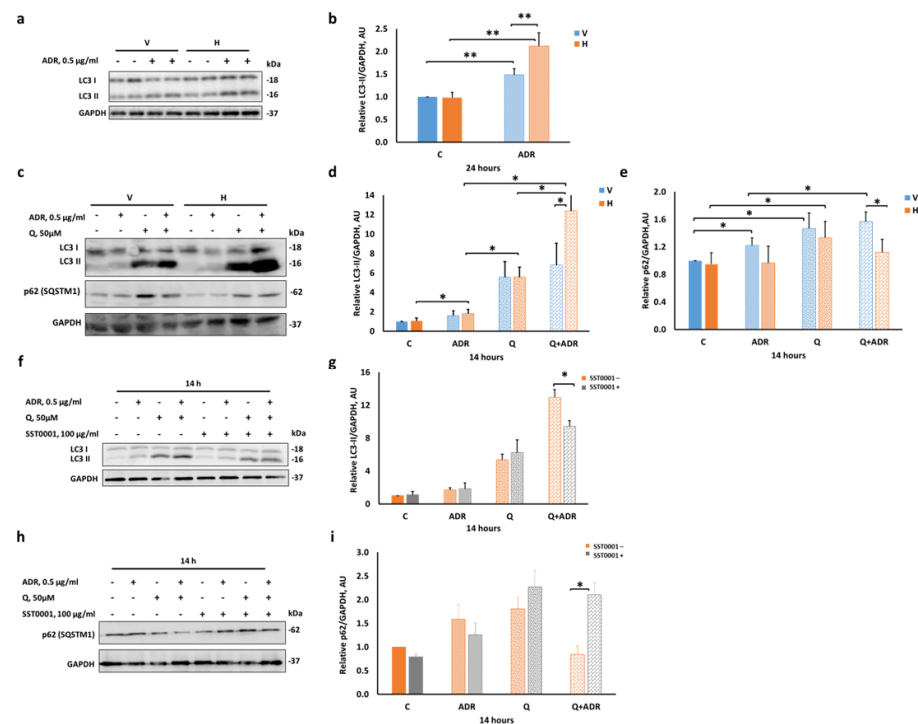 a
V H
ADR, 0.5 µg/ml - - + + - - + + kDa
LC3 I -18
LC3 II -16
GAPDH -37
b
Relative LC3-II/GAPDH, AU
2.5
2.0
1.5
1.0
0.5
0.0
** ** ** V H
C ADR
24 hours
c
V H
ADR, 0.5 µg/ml - + - + - + - +
Q, 50µM - - + + - - + + kDa
LC3 I -18
LC3 II -16
p62 (SQSTM1) -62
GAPDH -37
d
Relative LC3-II/GAPDH, AU
14
12
10
8
6
4
2
0
* * * * * V H
C ADR Q Q+ADR
14 hours
e
Relative p62/GAPDH,AU
2.0
1.6
1.2
0.8
0.4
0.0
* * * * * V H
C ADR Q Q+ADR
14 hours
f
14 h
ADR, 0.5 µg/ml - + - + - + - +
Q, 50µM - - + + - - + +
SST0001, 100 µg/ml - - - - + + + + kDa
LC3 I -18
LC3 II -16
GAPDH -37
g
Relative LC3-II/GAPDH, AU
16
12
8
4
0
* SST0001 –
SST0001 +
C ADR Q Q+ADR
14 hours
h
14 h
ADR, 0.5 µg/ml - + - + - + - +
Q, 50µM - - + + - - + +
SST0001, 100 µg/ml - - - - + + + + kDa
p62 (SQSTM1) -62
GAPDH -37
i
Relative p62/GAPDH, AU
3.0
2.5
2.0
1.5
1.0
0.5
0.0
* SST0001 –
SST0001 +
C ADR Q Q+ADR
14 hours